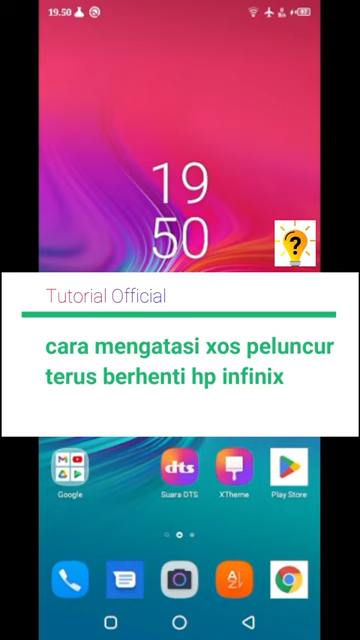 19.50
19
50
Tutorial Official
cara mengatasi xos peluncur
terus berhenti hp infinix
Google
dts
Suara DTS
XTheme
Play Store